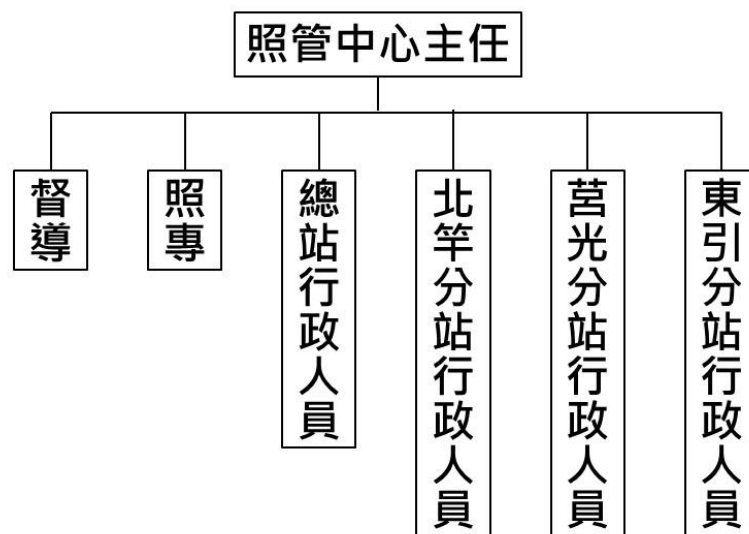 照管中心主任
督導
照專
總站行政人員
北竿分站行政人員
莒光分站行政人員
東引分站行政人員